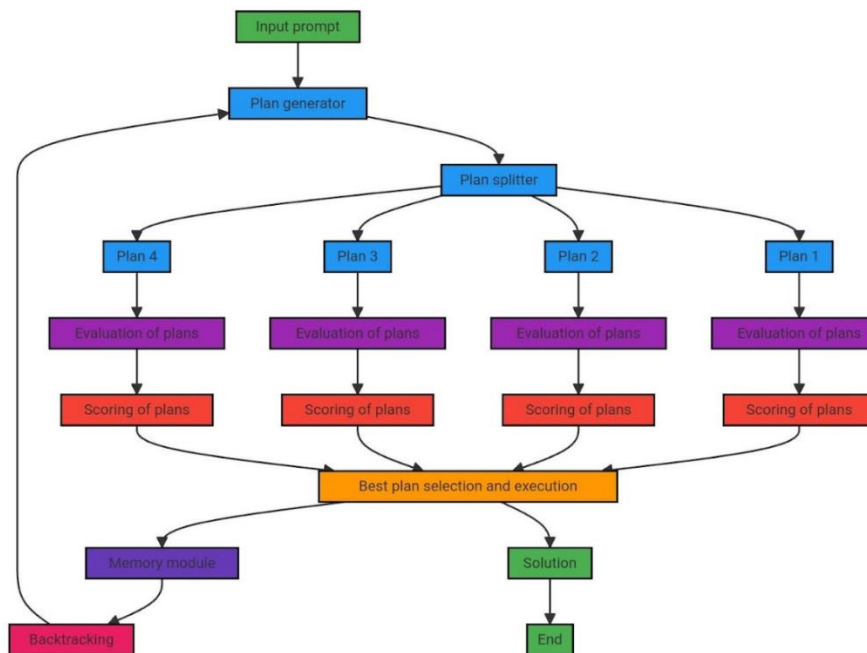 Input prompt
Plan generator
Plan splitter
Plan 4
Plan 3
Plan 2
Plan 1
Evaluation of plans
Evaluation of plans
Evaluation of plans
Evaluation of plans
Scoring of plans
Scoring of plans
Scoring of plans
Scoring of plans
Best plan selection and execution
Memory module
Solution
Backtracking
End